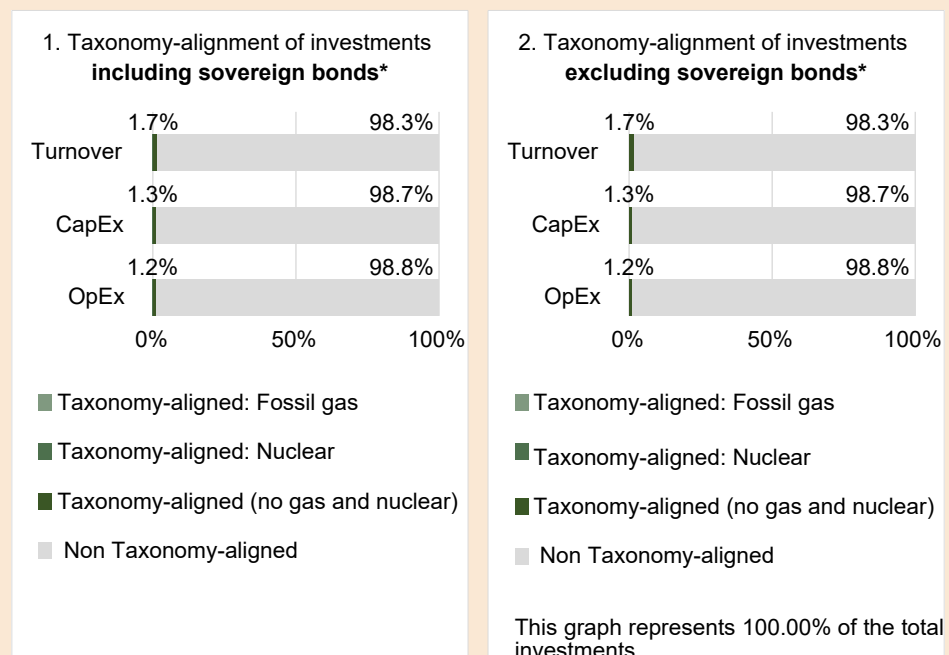 1. Taxonomy-alignment of investments
including sovereign bonds*
1.7% 98.3%
Turnover
1.3% 98.7%
CapEx
1.2% 98.8%
OpEx
0% 50% 100%
Taxonomy-aligned: Fossil gas
Taxonomy-aligned: Nuclear
Taxonomy-aligned (no gas and nuclear)
Non Taxonomy-aligned
2. Taxonomy-alignment of investments
excluding sovereign bonds*
1.7% 98.3%
Turnover
1.3% 98.7%
CapEx
1.2% 98.8%
OpEx
0% 50% 100%
Taxonomy-aligned: Fossil gas
Taxonomy-aligned: Nuclear
Taxonomy-aligned (no gas and nuclear)
Non Taxonomy-aligned
This graph represents 100.00% of the total
investments